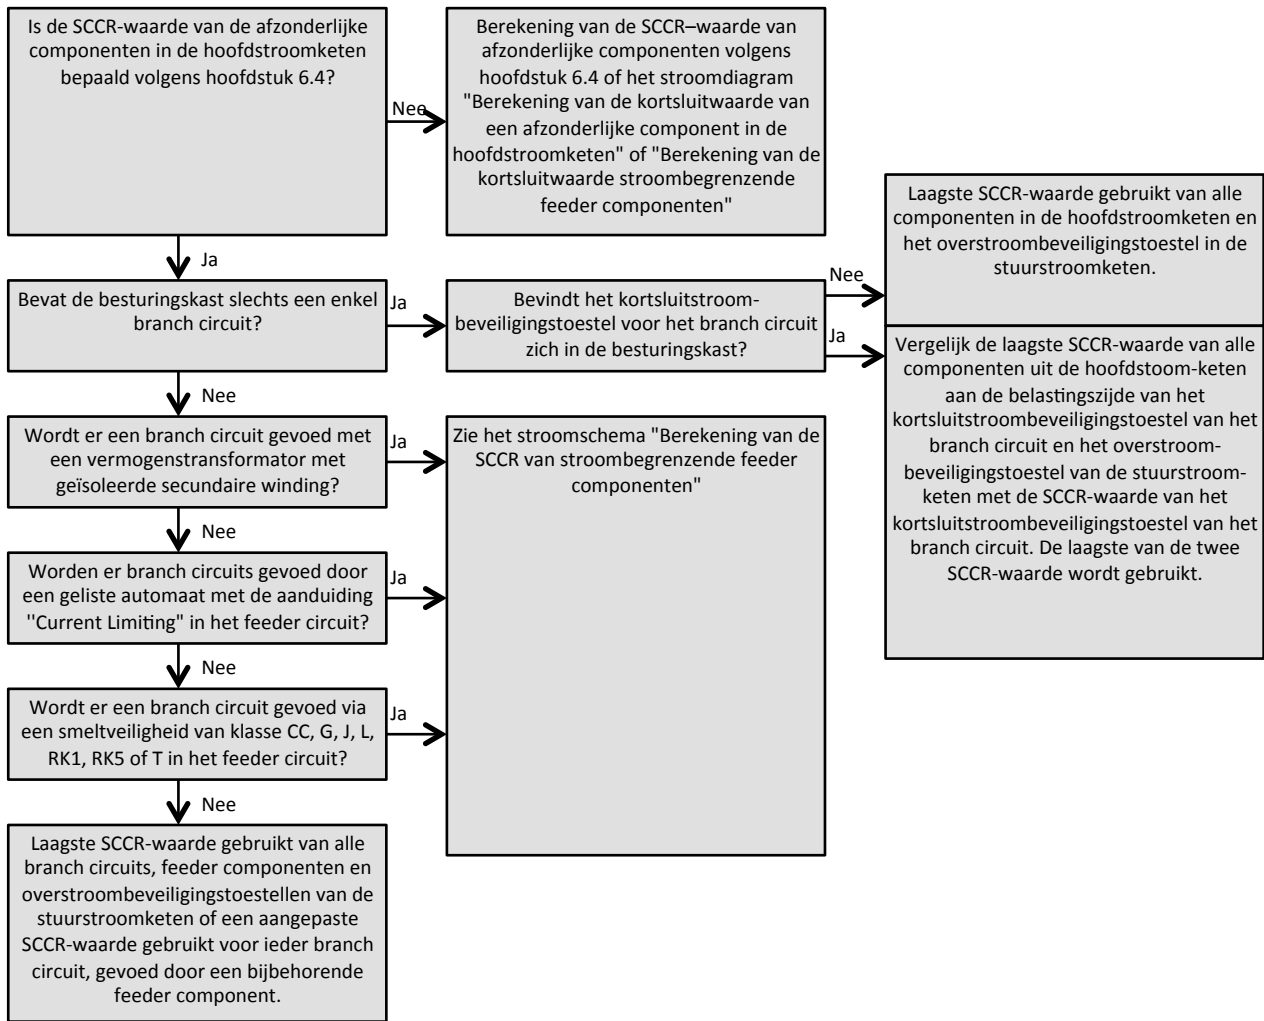 Is de SCCR-waarde van de afzonderlijke
componenten in de hoofdstroomketen
bepaald volgens hoofdstuk 6.4?
Nee
Berekening van de SCCR–waarde van
afzonderlijke componenten volgens
hoofdstuk 6.4 of het stroomdiagram
"Berekening van de kortsluitwaarde van
een afzonderlijke component in de
hoofdstroomketen" of "Berekening van de
kortsluitwaarde stroombegrenzende
feeder componenten"
Ja
Bevat de besturingskast slechts een enkel
branch circuit?
Ja
Bevindt het kortsluitstroom-
beveiligingstoestel voor het branch circuit
zich in de besturingskast?
Nee
Laagste SCCR-waarde gebruikt van alle
componenten in de hoofdstroomketen en
het overstroombeveiligingstoestel in de
stuurstroomketen.
Ja
Vergelijk de laagste SCCR-waarde van alle
componenten uit de hoofdstoom-keten
aan de belastingszijde van het
kortsluitstroombeveiligingstoestel van het
branch circuit en het overstroom-
beveiligingstoestel van de stuurstroom-
keten met de SCCR-waarde van het
kortsluitstroombeveiligingstoestel van het
branch circuit. De laagste van de twee
SCCR-waarde wordt gebruikt.
Nee
Wordt er een branch circuit gevoed met
een vermogenstransformator met
geïsoleerde secundaire winding?
Ja
Zie het stroomschema "Berekening van de
SCCR van stroombegrenzende feeder
componenten"
Nee
Worden er branch circuits gevoed door
een geliste automaat met de aanduiding
''Current Limiting" in het feeder circuit?
Ja
Nee
Wordt er een branch circuit gevoed via
een smeltveiligheid van klasse CC, G, J, L,
RK1, RK5 of T in het feeder circuit?
Ja
Nee
Laagste SCCR-waarde gebruikt van alle
branch circuits, feeder componenten en
overstroombeveiligingstoestellen van de
stuurstroomketen of een aangepaste
SCCR-waarde gebruikt voor ieder branch
circuit, gevoed door een bijbehorende
feeder component.